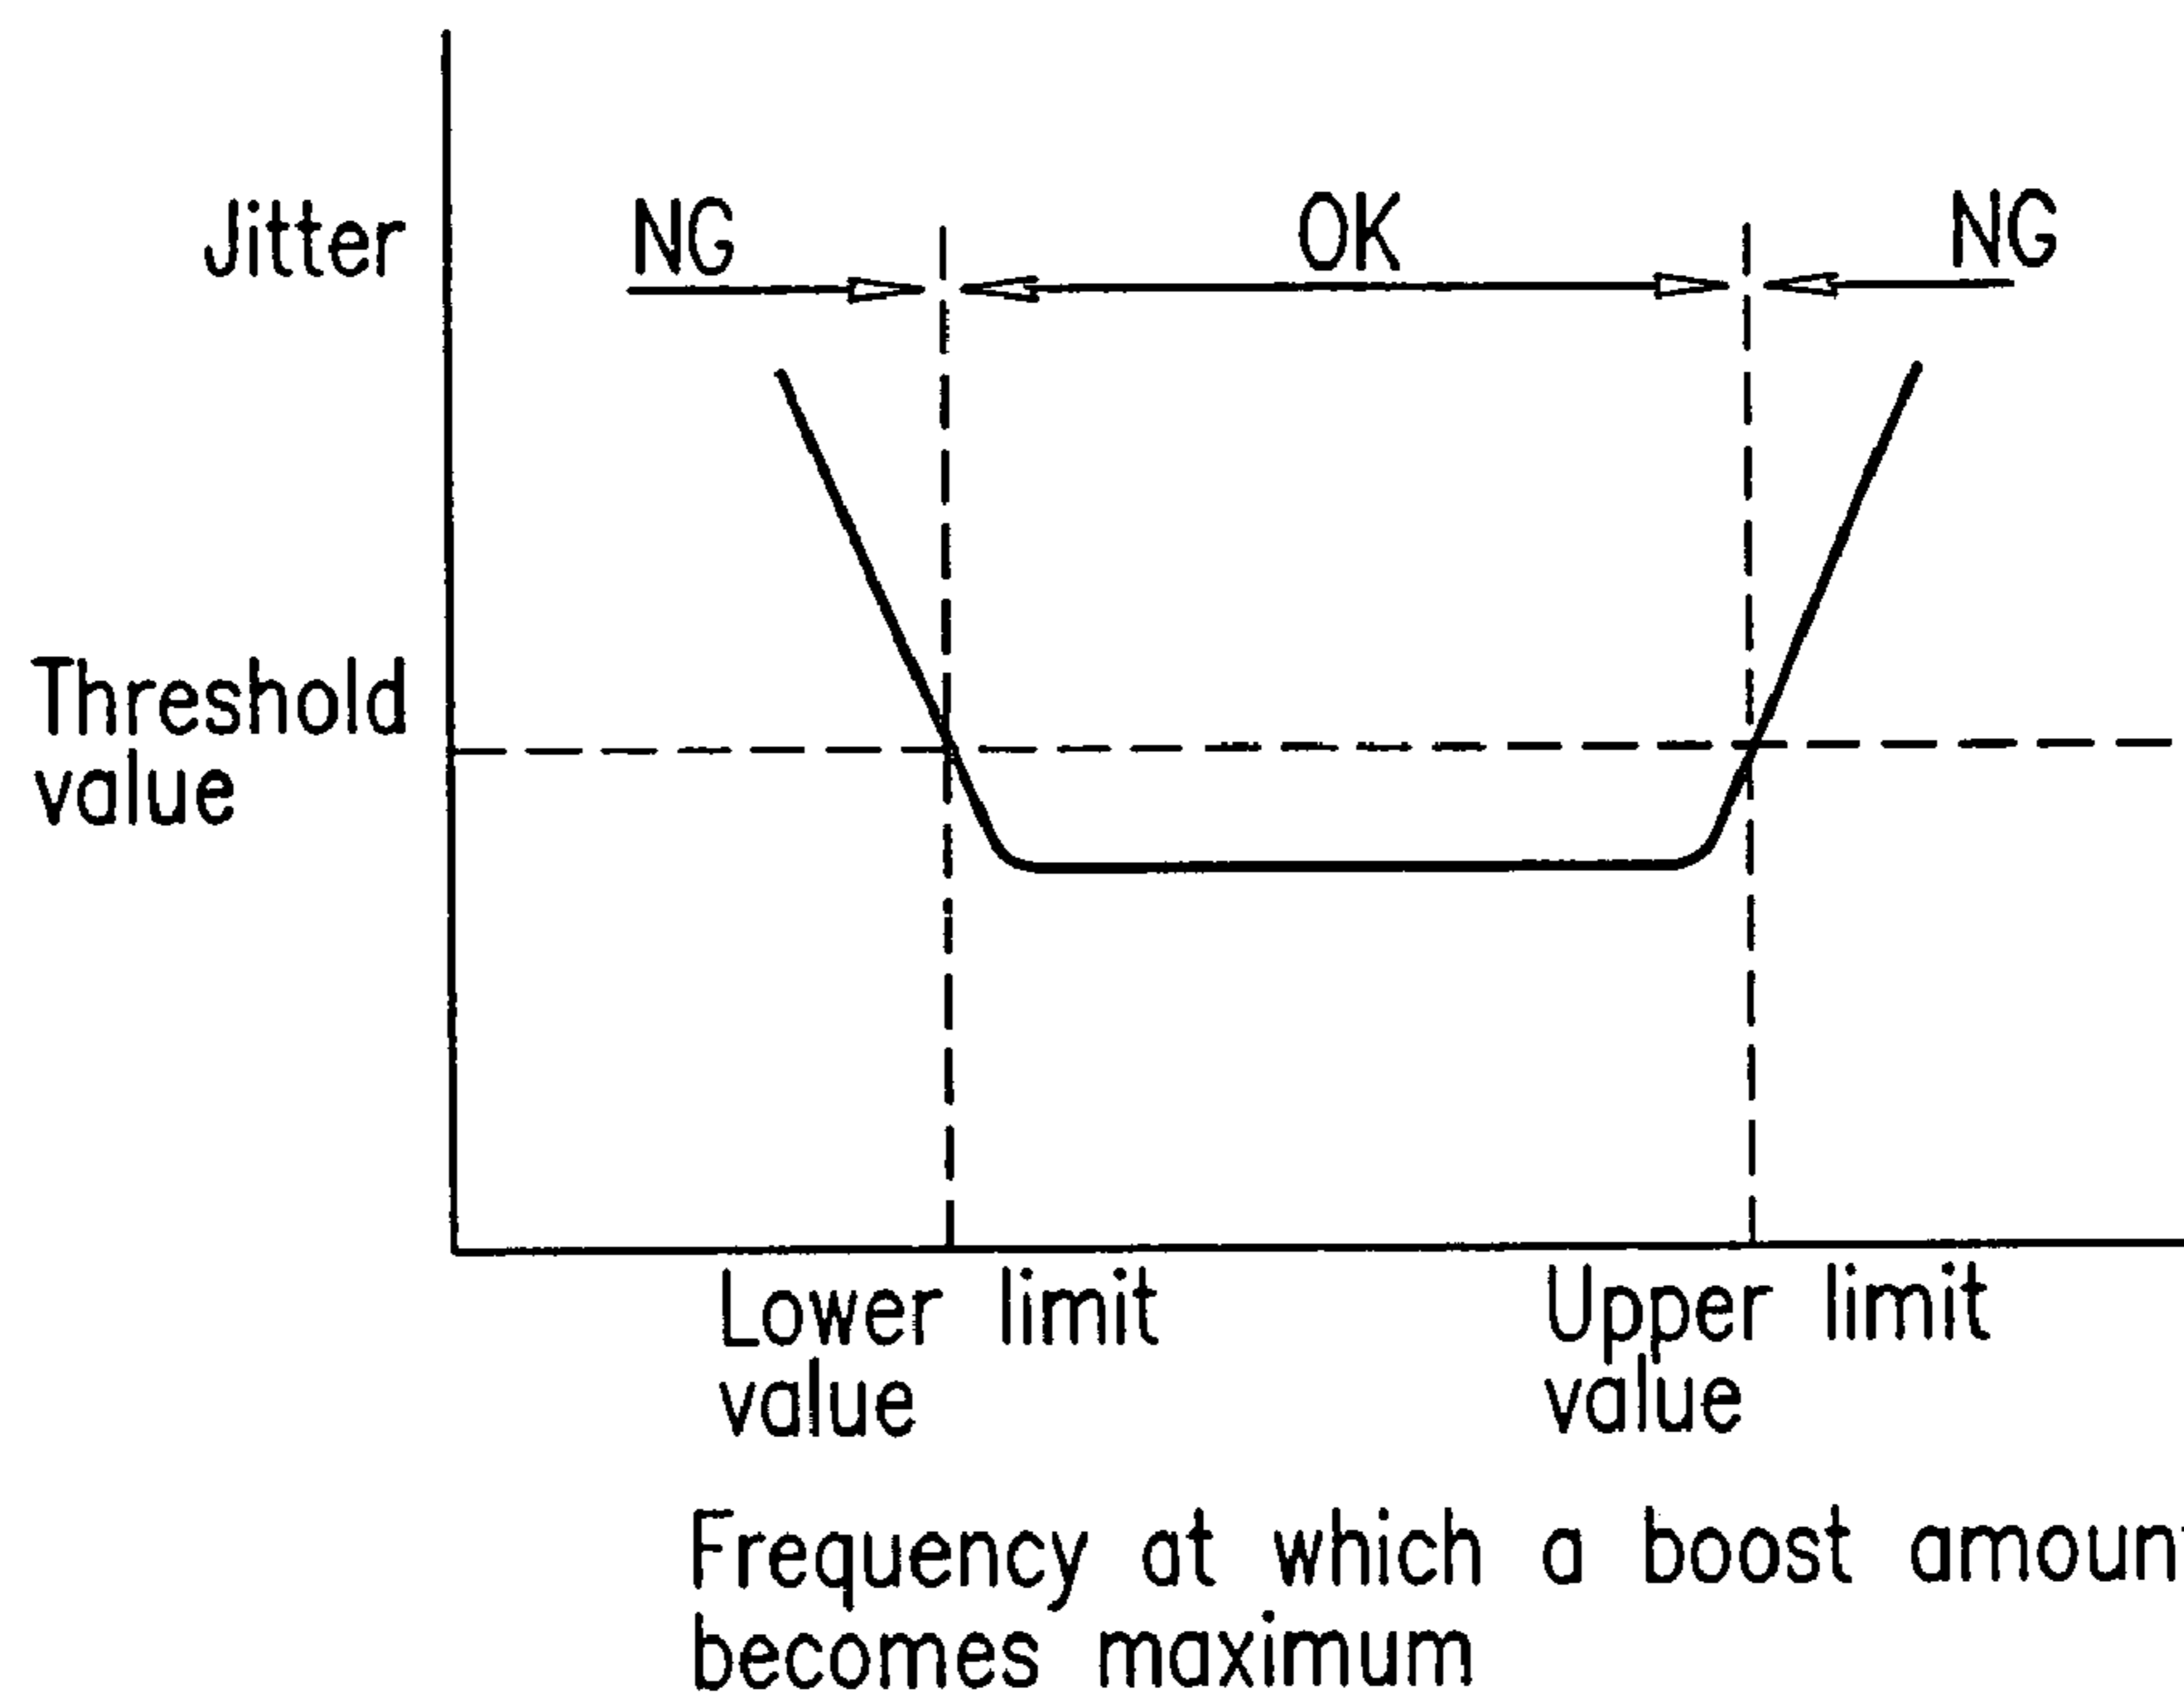 Jitter
NG
OK
NG
Threshold
value
Lower limit
value
Upper limit
value
Frequency at which a boost amoun
becomes maximum